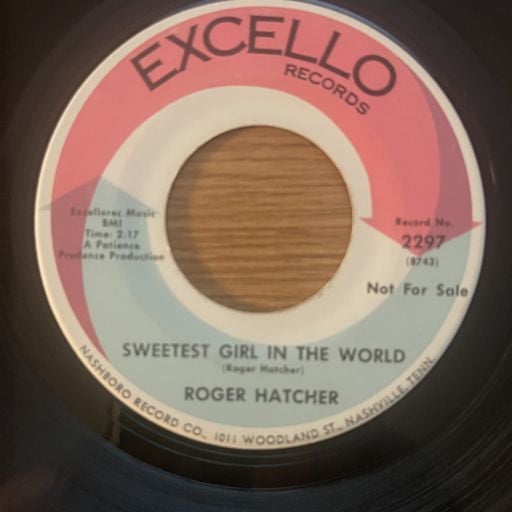 EXCELLO
RECORDS
Excellorec Music
BMI
Time: 2:17
A Patience
Prudence Production
Record No.
2297
(8743)
Not For Sale
SWEETEST GIRL IN THE WORLD
(Roger Hatcher)
ROGER HATCHER
NASHBORO RECORD CO., 1011 WOODLAND ST., NASHVILLE, TENN.